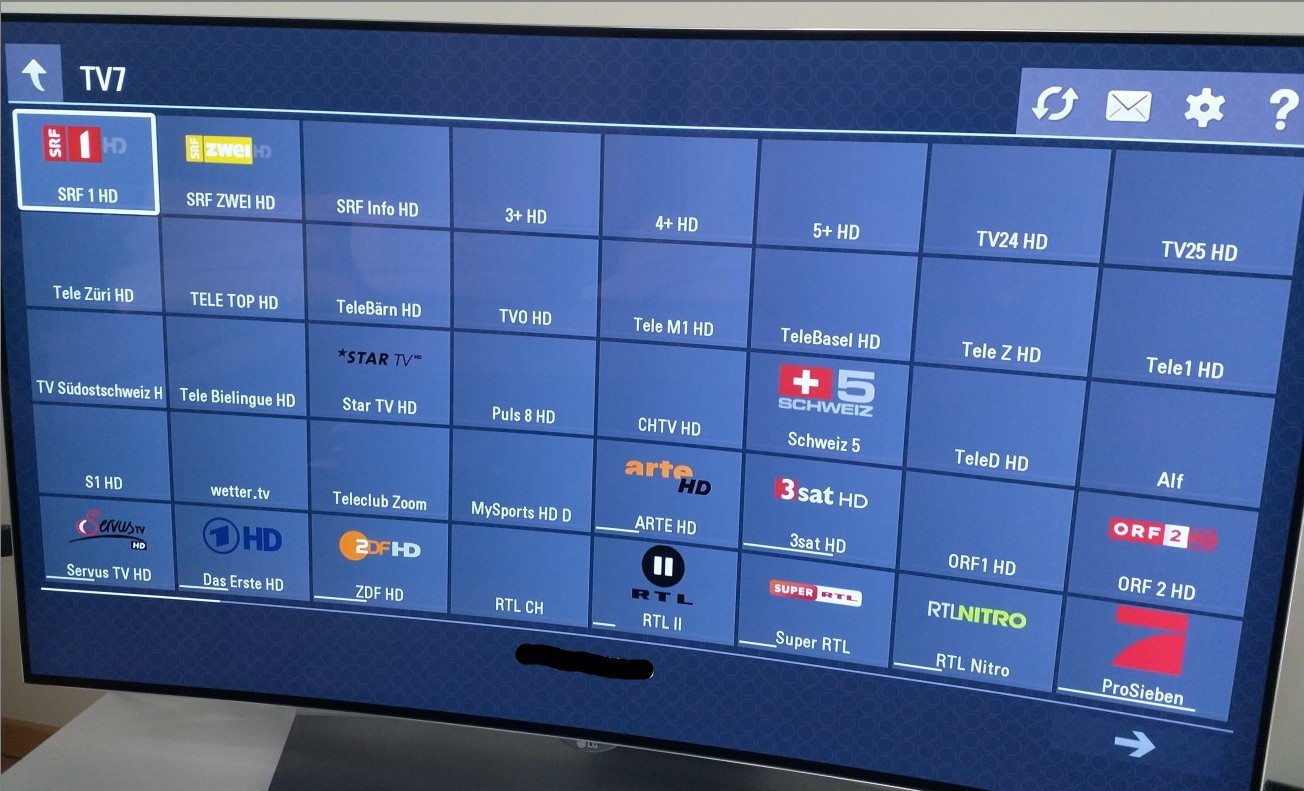 TV7
?
SRF 1 HD
SRF zwei HD
SRF 1 HD
SRF ZWEI HD
SRF Info HD
3+ HD
4+ HD
5+ HD
TV24 HD
TV25 HD
Tele Züri HD
TELE TOP HD
TeleBärn HD
TVO HD
Tele M1 HD
TeleBasel HD
Tele Z HD
Tele1 HD
*STAR TV HD
+5
SCHWEIZ
TV Südostschweiz H
Tele Bielingue HD
Star TV HD
Puls 8 HD
CHTV HD
Schweiz 5
TeleD HD
Alf
arte HD
3sat HD
ORF 2 HD
S1 HD
wetter.tv
Teleclub Zoom
MySports HD D
ARTE HD
3sat HD
ORF1 HD
ORF 2 HD
Servus TV HD
1 HD
ZDF HD
RTL
SUPER RTL
RTLNITRO
7
Servus TV HD
Das Erste HD
ZDF HD
RTL CH
RTL II
Super RTL
RTL Nitro
ProSieben
LG